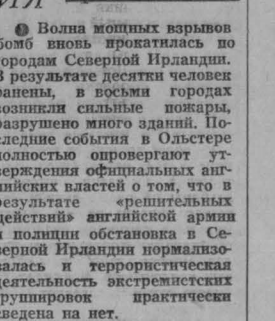 Волна мощных взрывов
бомб вновь прокатилась по
городам Северной Ирландии.
В результате десятки человек
ранены, в восьми городах
возникли сильные пожары,
разрушено много зданий. По-
следние события в Ольстере
полностью опровергают ут-
верждения официальных анг-
лийских властей о том, что в
результате «решительных
действий» английской армии
и полиции обстановка в Се-
верной Ирландии нормализо-
валась и террористическая
деятельность экстремистских
группировок практически
сведена на нет.